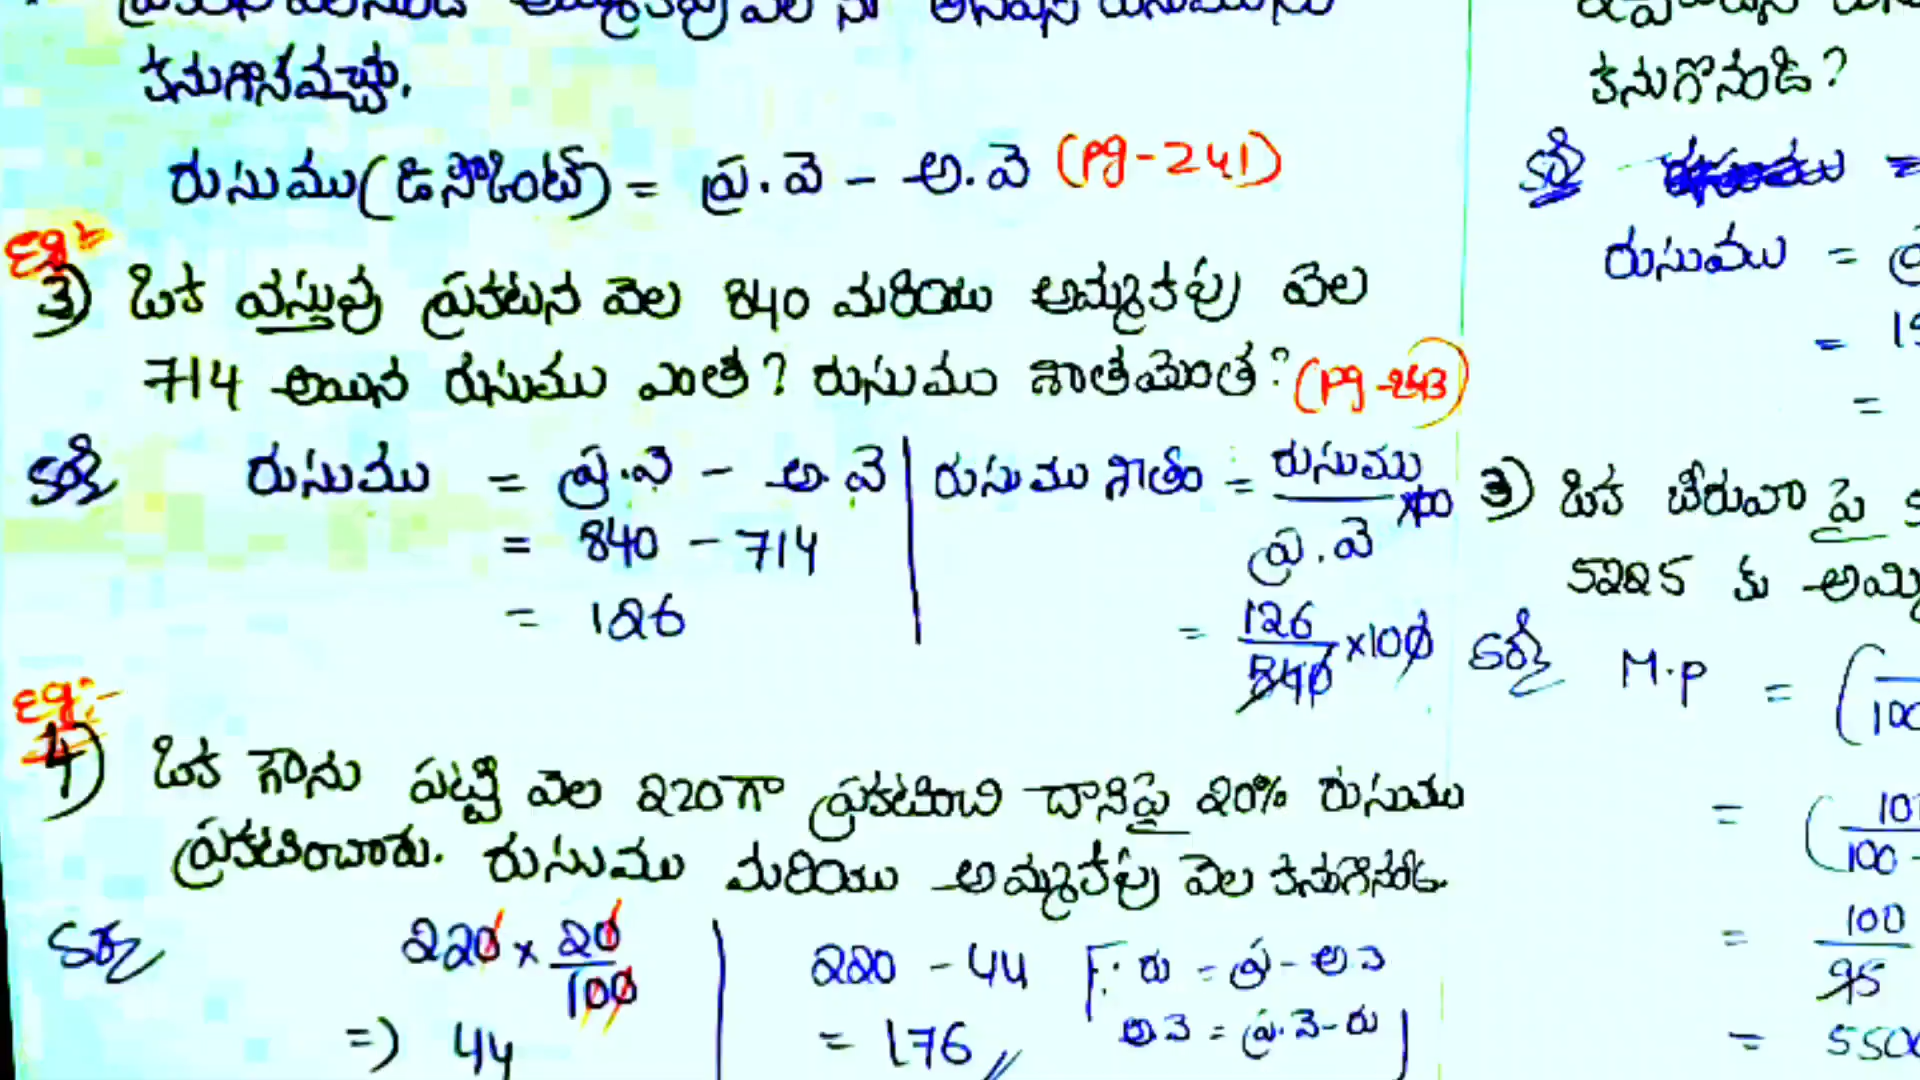 కనుగొనవచ్చు.
రుసుము(డిస్కౌంట్) = ప్ర.వె - అ.వె (pg-241)
Eg:-
3) ఒక వస్తువు ప్రకటన వెల 840 మరియు అమ్మకపు వెల
714 అయిన రుసుము ఎంత? రుసుము శాతమెంత? (pg-243)
రుసుము = ప్ర.వె - అ.వె
= 840 - 714
= 126
రుసుము శాతం = రుసుము / ప్ర.వె ×100
= 126/840 ×100
Eg:-
4) ఒక గౌను పట్టీ వెల 220గా ప్రకటించి దానిపై 20% రుసుము
ప్రకటించారు. రుసుము మరియు అమ్మకపు వెల కనుగొనండి.
220 × 20/100
=) 44
220 - 44
= 176
[∵ రు = ప్ర - అ వె
అ వె = ప్ర.వె-రు]
కనుగొనండి?
రుసుము =
=
=
3) ఒక బీరువా పై
5225 కు
M.P =
=
= 100/95
=